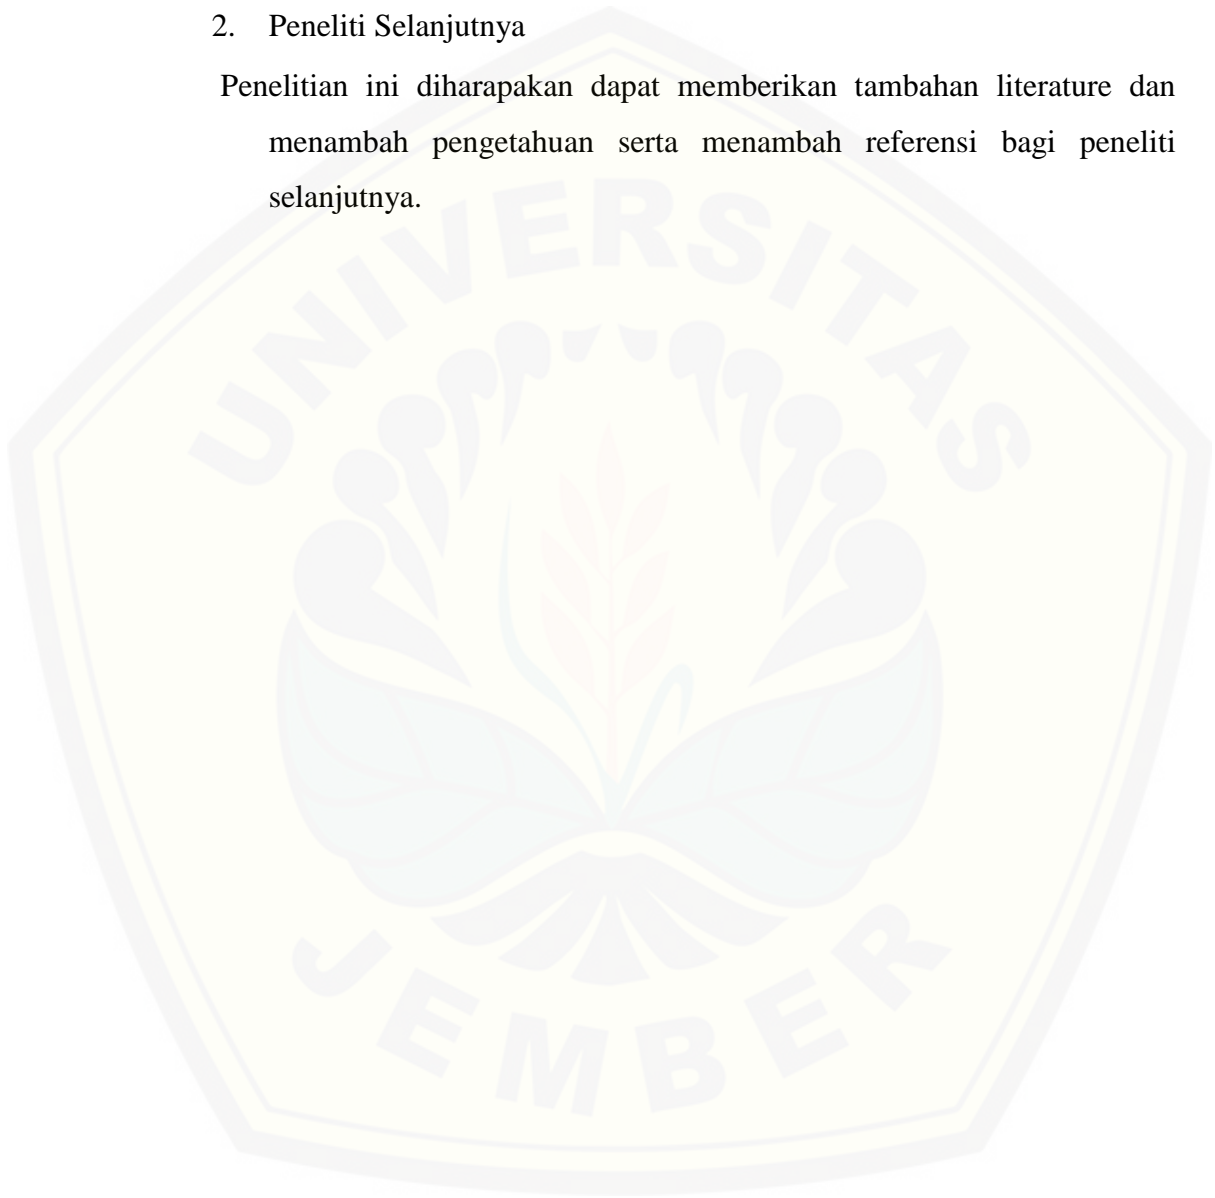 2. Peneliti Selanjutnya
Penelitian ini diharapakan dapat memberikan tambahan literature dan
menambah pengetahuan serta menambah referensi bagi peneliti
selanjutnya.
UNIVERSITAS
JEMBER